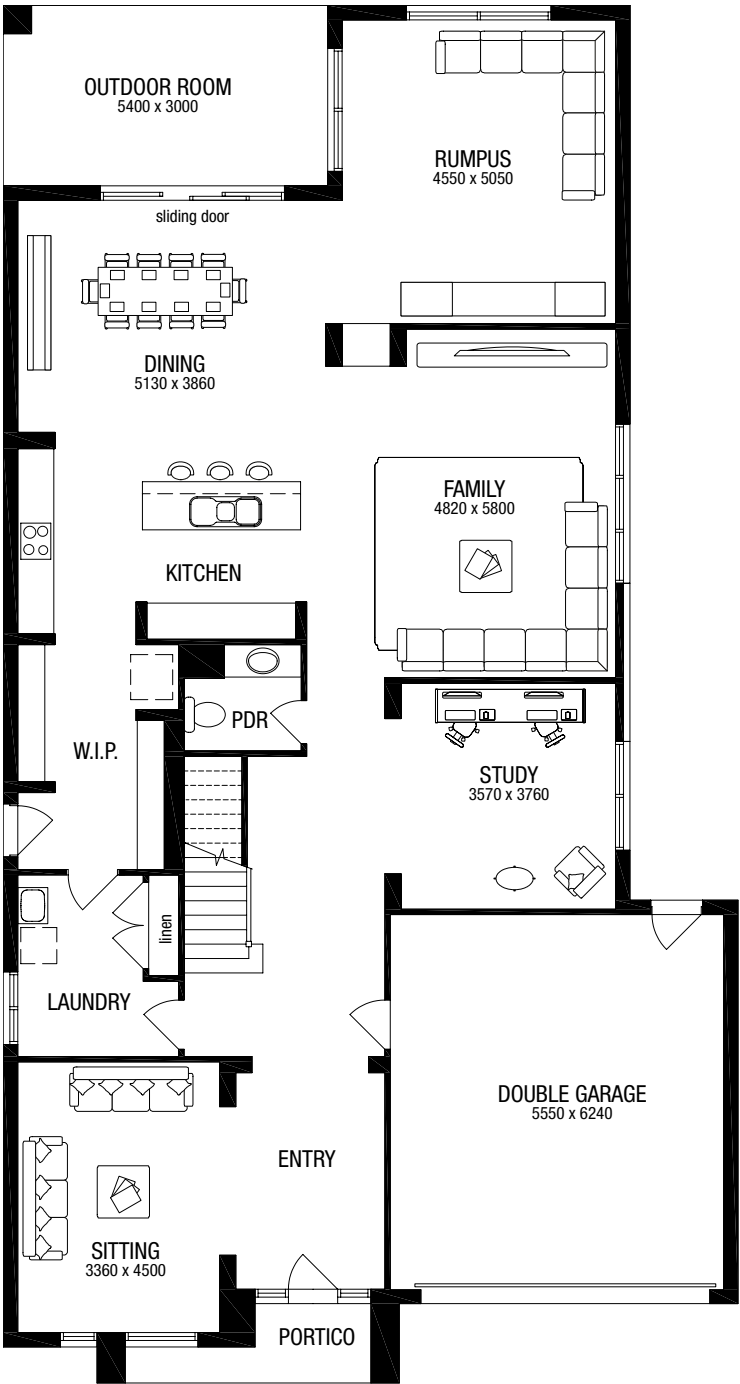 OUTDOOR ROOM
5400 x 3000
RUMPUS
4550 x 5050
sliding door
DINING
5130 x 3860
FAMILY
4820 x 5800
KITCHEN
PDR
W.I.P.
STUDY
3570 x 3760
linen
LAUNDRY
DOUBLE GARAGE
5550 x 6240
ENTRY
SITTING
3360 x 4500
PORTICO